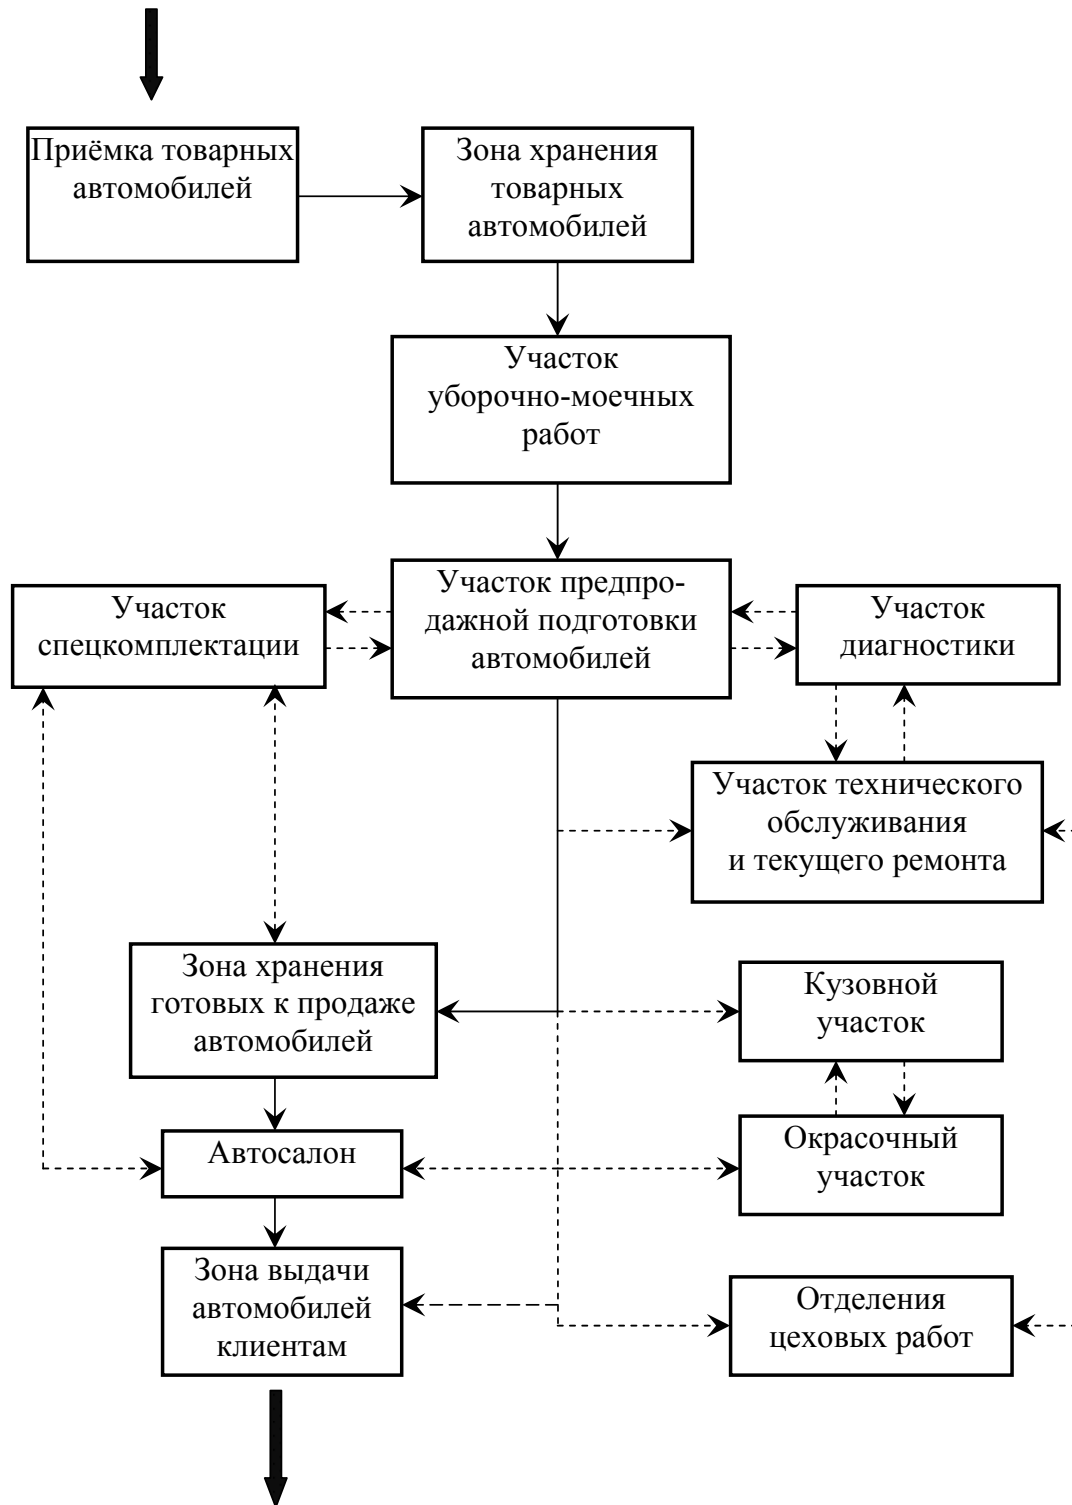 Приёмка товарных
автомобилей
Зона хранения
товарных
автомобилей
Участок
уборочно-моечных
работ
Участок
спецкомплектации
Участок предпро-
дажной подготовки
автомобилей
Участок
диагностики
Участок технического
обслуживания
и текущего ремонта
Зона хранения
готовых к продаже
автомобилей
Кузовной
участок
Автосалон
Окрасочный
участок
Зона выдачи
автомобилей
клиентам
Отделения
цеховых работ